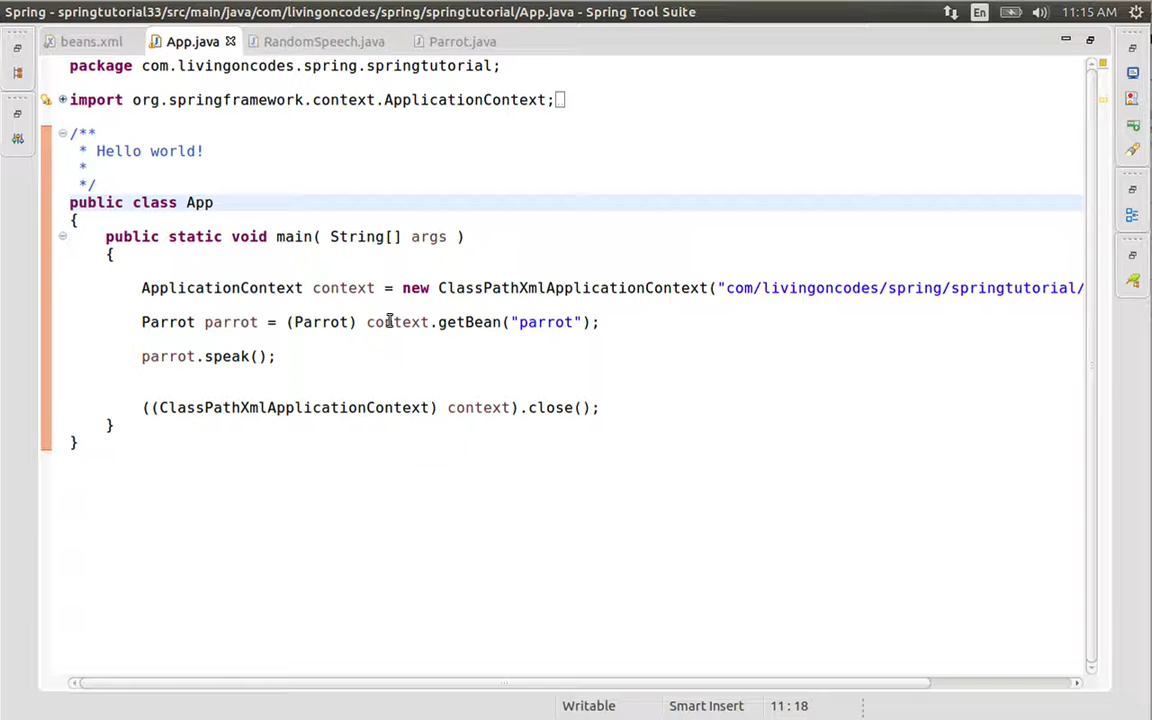 Spring - springtutorial33/src/main/java/com/livingoncodes/spring/springtutorial/App.java - Spring Tool Suite
En
11:15 AM
beans.xml
App.java
RandomSpeech.java
Parrot.java
package com.livingoncodes.spring.springtutorial;
import org.springframework.context.ApplicationContext;
/**
* Hello world!
*
*/
public class App
{
public static void main( String[] args )
{
ApplicationContext context = new ClassPathXmlApplicationContext("com/livingoncodes/spring/springtutorial/
Parrot parrot = (Parrot) context.getBean("parrot");
parrot.speak();
((ClassPathXmlApplicationContext) context).close();
}
}
Writable
Smart Insert
11 : 18